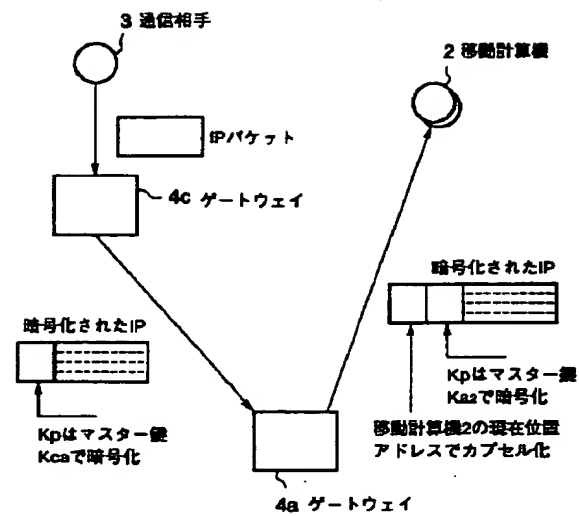 3 通信相手
2 移動計算機
IPパケット
4c ゲートウェイ
暗号化されたIP
暗号化されたIP
Kpはマスター鍵
Kcaで暗号化
Kpはマスター鍵
Ka2で暗号化
移動計算機2の現在位置
アドレスでカプセル化
4a ゲートウェイ